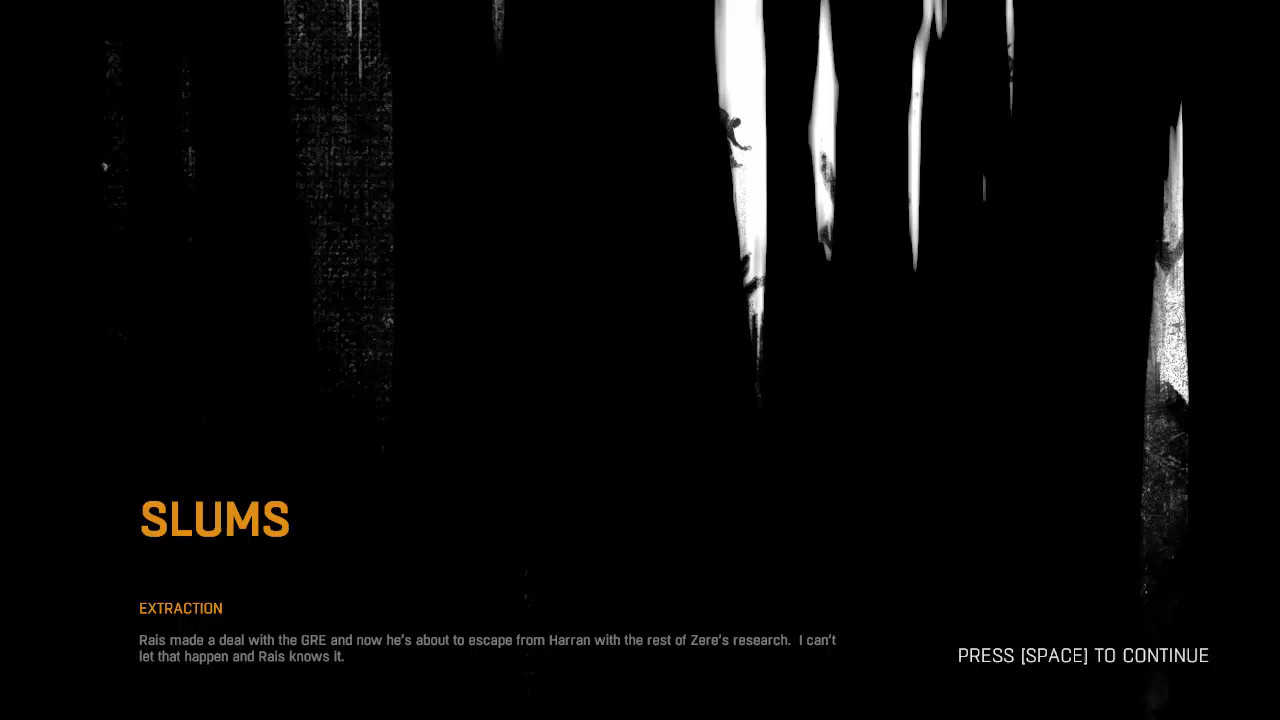 SLUMS
EXTRACTION
Rais made a deal with the GRE and now he's about to escape from Harran with the rest of Zere's research.  I can't
let that happen and Rais knows it.
PRESS [SPACE] TO CONTINUE